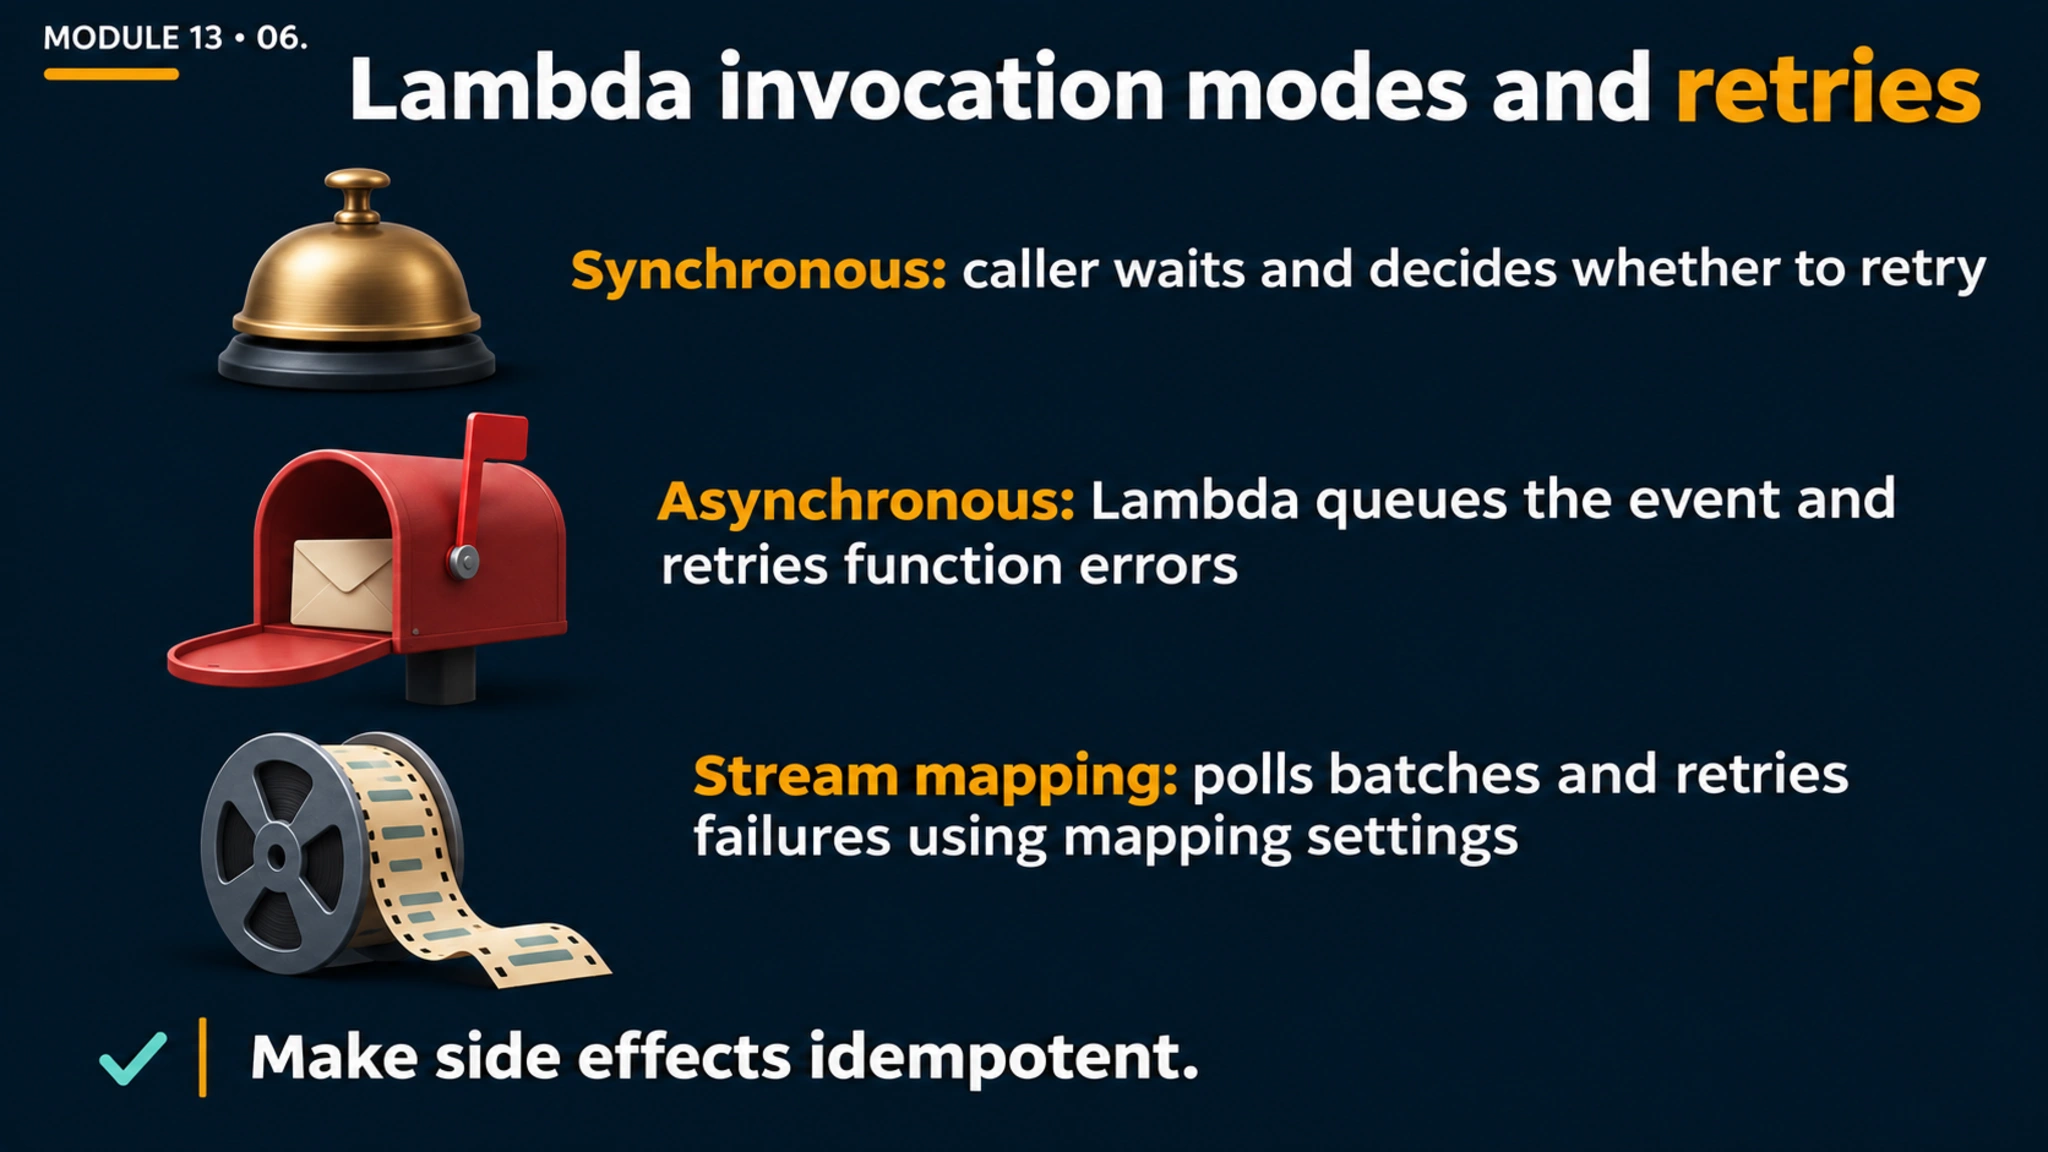 MODULE 13 • 06.
Lambda invocation modes and retries
Synchronous: caller waits and decides whether to retry
Asynchronous: Lambda queues the event and
retries function errors
Stream mapping: polls batches and retries
failures using mapping settings
Make side effects idempotent.